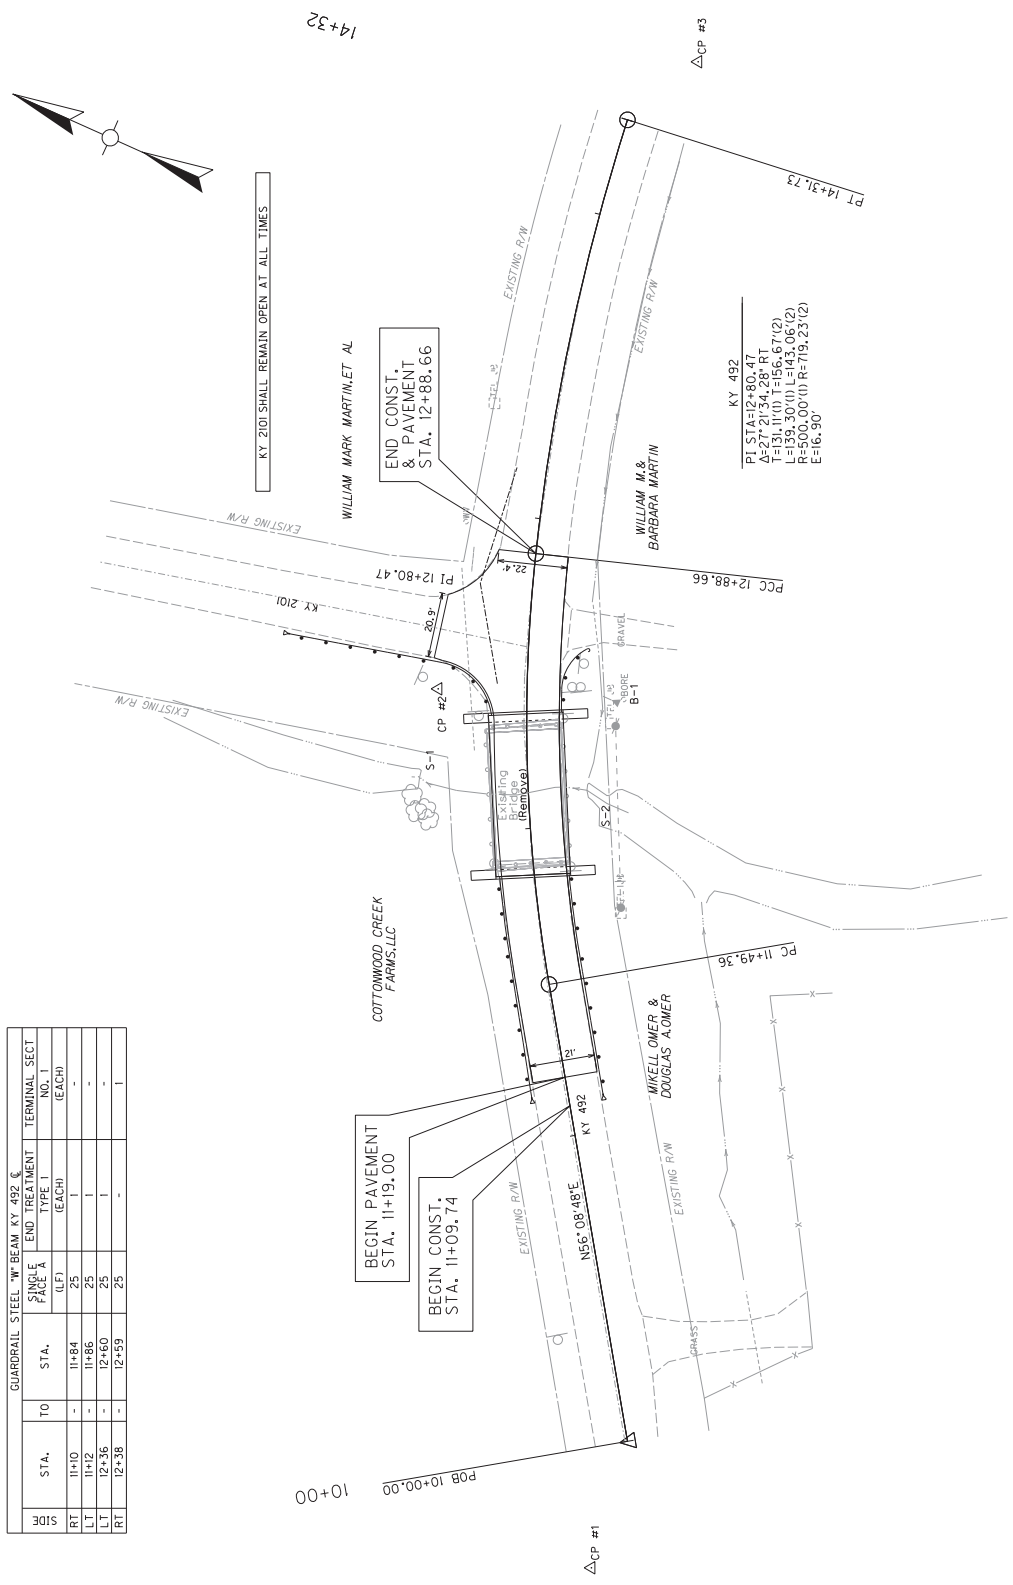 14+32
CP #3
KY 2101 SHALL REMAIN OPEN AT ALL TIMES
PT 14+31.73
EXISTING R/W
EXISTING R/W
WILLIAM MARK MARTIN,ET AL
END CONST.
& PAVEMENT
STA. 12+88.66
KY 492
PI STA=12+80.47
Δ=27°21'34.28" RT
T=131.11'(1) T=156.67'(2)
L=139.30'(1) L=143.06'(2)
R=500.00'(1) R=719.23'(2)
E=16.90'
WILLIAM M.&
BARBARA MARTIN
EXISTING R/W
PI 12+80.47
22.4'
PCC 12+88.66
KY 2101
20.9'
GRAVEL
EXISTING R/W
CP #2
BORE
B-1
S-1
Existing
Bridge
(Remove)
S-2
COTTONWOOD CREEK
FARMS,LLC
PC 11+49.36
MIKELL OMER &
DOUGLAS A.OMER
21'
KY 492
BEGIN PAVEMENT
STA. 11+19.00
BEGIN CONST.
STA. 11+09.74
N56°08'48"E
EXISTING R/W
EXISTING R/W
GRASS
10+00
POB 10+00.00
CP #1
GUARDRAIL STEEL "W" BEAM KY 492 ℄
SIDE STA. TO STA. SINGLE FACE A (LF) END TREATMENT TYPE 1 (EACH) TERMINAL SECT NO. 1 (EACH)
RT 11+10 - 11+84 25 1 -
LT 11+12 - 11+86 25 1 -
LT 12+36 - 12+60 25 1 -
RT 12+38 - 12+59 25 - 1